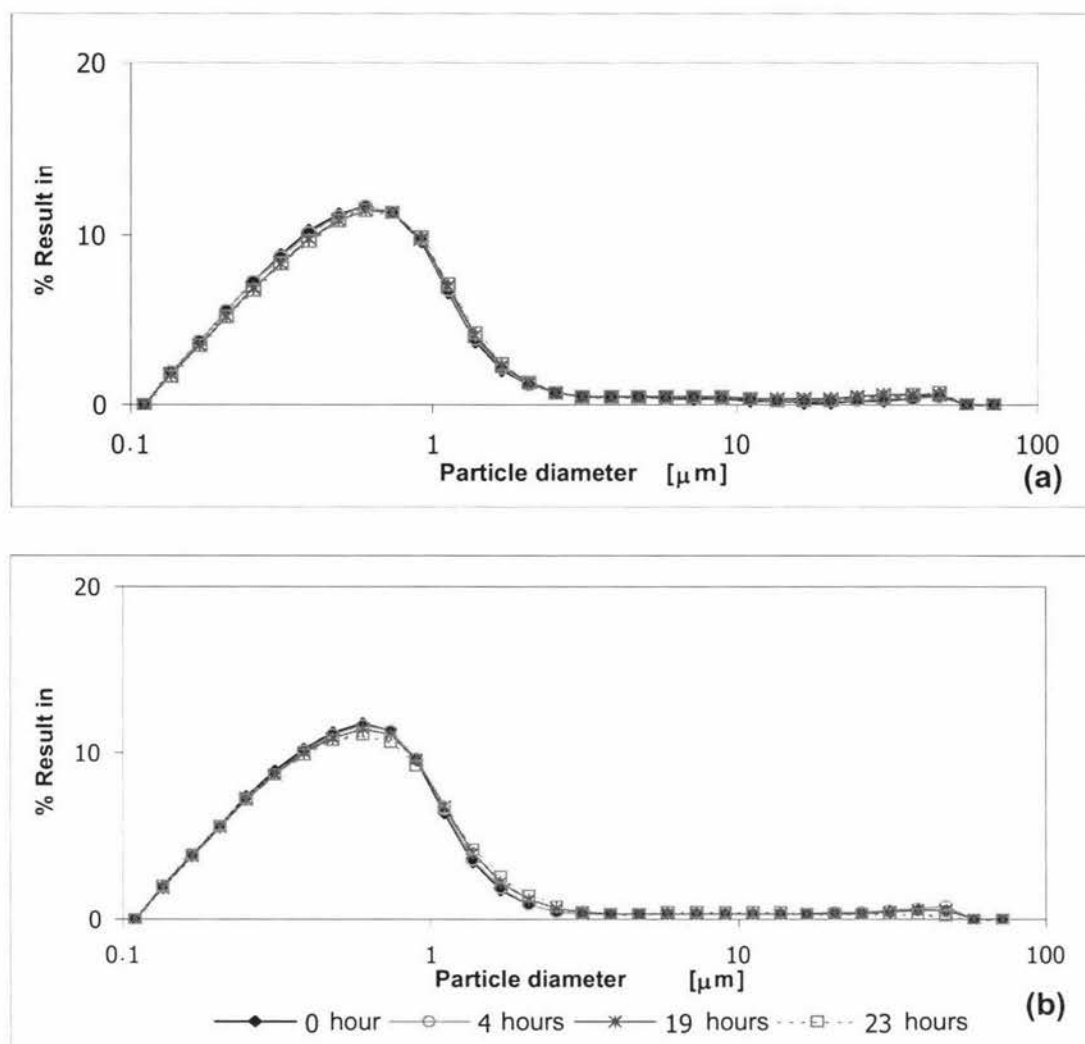 20
10
0
% Result in
0.1 1 10 100
Particle diameter [μm]
(a)
20
10
0
% Result in
0.1 1 10 100
Particle diameter [μm]
(b)
0 hour 4 hours 19 hours 23 hours